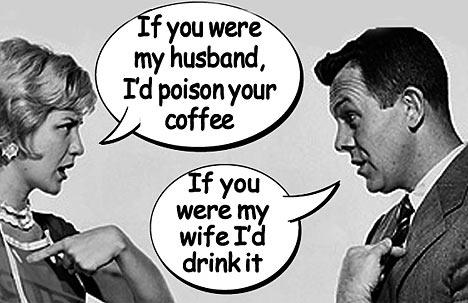 If you were
my husband,
I'd poison your
coffee
If you
were my
wife I'd
drink it